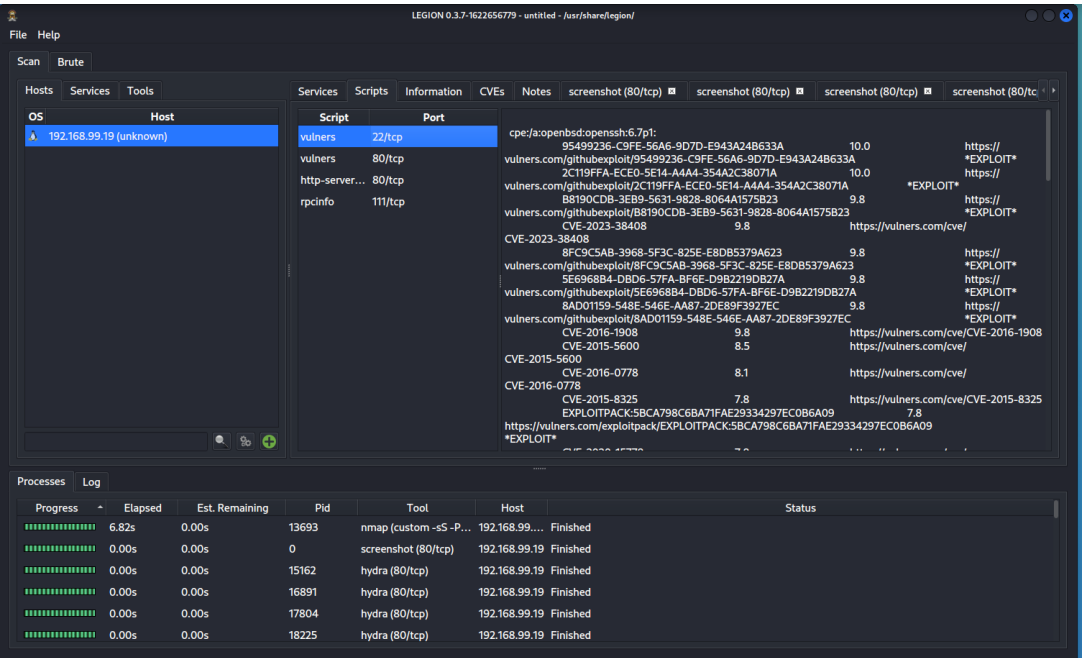 LEGION 0.3.7-1622656779 - untitled - /usr/share/legion/
File Help
Scan Brute
Hosts Services Tools
OS Host
192.168.99.19 (unknown)
Services Scripts Information CVEs Notes screenshot (80/tcp) screenshot (80/tcp) screenshot (80/tcp) screenshot (80/tc
Script Port
vulners 22/tcp
vulners 80/tcp
http-server... 80/tcp
rpcinfo 111/tcp
cpe:/a:openbsd:openssh:6.7p1:
95499236-C9FE-56A6-9D7D-E943A24B633A 10.0 https://
vulners.com/githubexploit/95499236-C9FE-56A6-9D7D-E943A24B633A *EXPLOIT*
2C119FFA-ECE0-5E14-A4A4-354A2C38071A 10.0 https://
vulners.com/githubexploit/2C119FFA-ECE0-5E14-A4A4-354A2C38071A *EXPLOIT*
B8190CDB-3EB9-5631-9828-8064A1575B23 9.8 https://
vulners.com/githubexploit/B8190CDB-3EB9-5631-9828-8064A1575B23 *EXPLOIT*
CVE-2023-38408 9.8 https://vulners.com/cve/
CVE-2023-38408
8FC9C5AB-3968-5F3C-825E-E8DB5379A623 9.8 https://
vulners.com/githubexploit/8FC9C5AB-3968-5F3C-825E-E8DB5379A623 *EXPLOIT*
5E6968B4-DBD6-57FA-BF6E-D9B2219DB27A 9.8 https://
vulners.com/githubexploit/5E6968B4-DBD6-57FA-BF6E-D9B2219DB27A *EXPLOIT*
8AD01159-548E-546E-AA87-2DE89F3927EC 9.8 https://
vulners.com/githubexploit/8AD01159-548E-546E-AA87-2DE89F3927EC *EXPLOIT*
CVE-2016-1908 9.8 https://vulners.com/cve/CVE-2016-1908
CVE-2015-5600 8.5 https://vulners.com/cve/
CVE-2015-5600
CVE-2016-0778 8.1 https://vulners.com/cve/
CVE-2016-0778
CVE-2015-8325 7.8 https://vulners.com/cve/CVE-2015-8325
EXPLOITPACK:5BCA798C6BA71FAE29334297EC0B6A09 7.8
https://vulners.com/exploitpack/EXPLOITPACK:5BCA798C6BA71FAE29334297EC0B6A09
*EXPLOIT*
Processes Log
Progress Elapsed Est. Remaining Pid Tool Host Status
6.82s 0.00s 13693 nmap (custom -sS -P... 192.168.99.... Finished
0.00s 0.00s 0 screenshot (80/tcp) 192.168.99.19 Finished
0.00s 0.00s 15162 hydra (80/tcp) 192.168.99.19 Finished
0.00s 0.00s 16891 hydra (80/tcp) 192.168.99.19 Finished
0.00s 0.00s 17804 hydra (80/tcp) 192.168.99.19 Finished
0.00s 0.00s 18225 hydra (80/tcp) 192.168.99.19 Finished